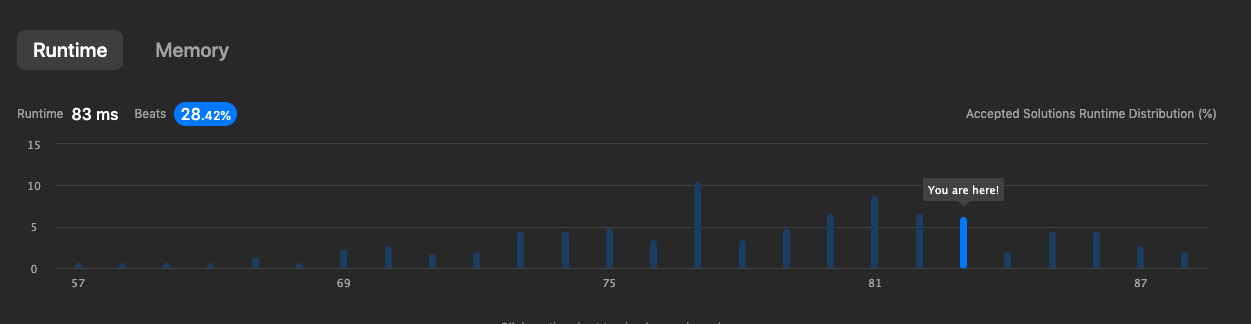 Runtime Memory
Runtime 83 ms Beats 28.42% Accepted Solutions Runtime Distribution (%)
15
10
You are here!
5
0
57 69 75 81 87